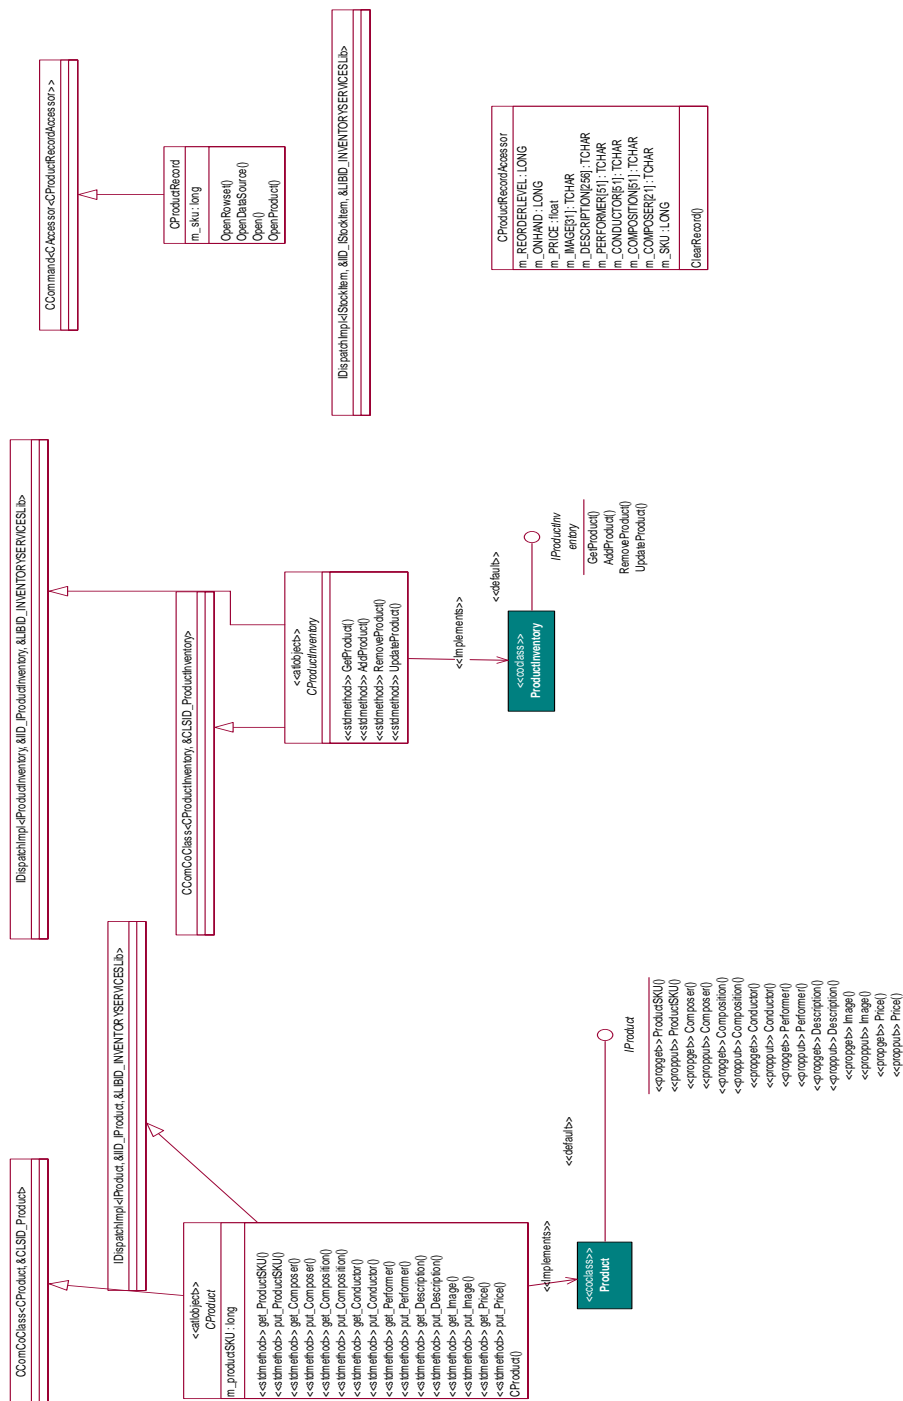 CComCoClass<CProduct, &CLSID_Product>
IDispatchImpl<IProduct, &IID_IProduct, &LIBID_INVENTORYSERVICESLib>
<<atlobject>>
CProduct
m_productSKU : long
<<stdmethod>> get_ProductSKU()
<<stdmethod>> put_ProductSKU()
<<stdmethod>> get_Composer()
<<stdmethod>> put_Composer()
<<stdmethod>> get_Composition()
<<stdmethod>> put_Composition()
<<stdmethod>> get_Conductor()
<<stdmethod>> put_Conductor()
<<stdmethod>> get_Performer()
<<stdmethod>> put_Performer()
<<stdmethod>> get_Description()
<<stdmethod>> put_Description()
<<stdmethod>> get_Image()
<<stdmethod>> put_Image()
<<stdmethod>> get_Price()
<<stdmethod>> put_Price()
CProduct()
<<Implements>>
<<coclass>>
Product
<<default>>
IProduct
<<propget>> ProductSKU()
<<propput>> ProductSKU()
<<propget>> Composer()
<<propput>> Composer()
<<propget>> Composition()
<<propput>> Composition()
<<propget>> Conductor()
<<propput>> Conductor()
<<propget>> Performer()
<<propput>> Performer()
<<propget>> Description()
<<propput>> Description()
<<propget>> Image()
<<propput>> Image()
<<propget>> Price()
<<propput>> Price()
IDispatchImpl<IProductInventory, &IID_IProductInventory, &LIBID_INVENTORYSERVICESLib>
CComCoClass<CProductInventory, &CLSID_ProductInventory>
<<atlobject>>
CProductInventory
<<stdmethod>> GetProduct()
<<stdmethod>> AddProduct()
<<stdmethod>> RemoveProduct()
<<stdmethod>> UpdateProduct()
<<Implements>>
<<coclass>>
ProductInventory
<<default>>
IProductInv
entory
GetProduct()
AddProduct()
RemoveProduct()
UpdateProduct()
CCommand<CAccessor<CProductRecordAccessor>>
CProductRecord
m_sku : long
OpenRowset()
OpenDataSource()
Open()
OpenProduct()
IDispatchImpl<IStockItem, &IID_IStockItem, &LIBID_INVENTORYSERVICESLib>
CProductRecordAccessor
m_REORDERLEVEL : LONG
m_ONHAND : LONG
m_PRICE : float
m_IMAGE[31] : TCHAR
m_DESCRIPTION[256] : TCHAR
m_PERFORMER[51] : TCHAR
m_CONDUCTOR[51] : TCHAR
m_COMPOSITION[51] : TCHAR
m_COMPOSER[21] : TCHAR
m_SKU : LONG
ClearRecord()